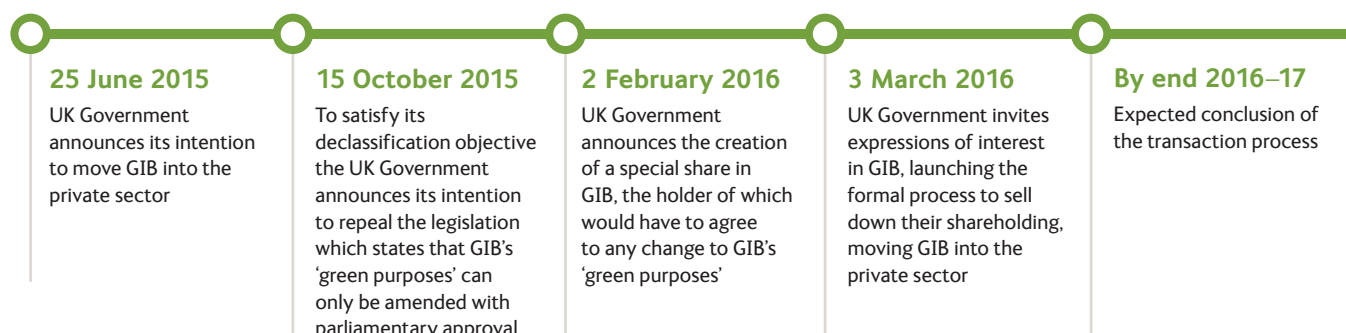 25 June 2015
UK Government
announces its intention
to move GIB into the
private sector
15 October 2015
To satisfy its
declassification objective
the UK Government
announces its intention
to repeal the legislation
which states that GIB's
'green purposes' can
only be amended with
parliamentary approval
2 February 2016
UK Government
announces the creation
of a special share in
GIB, the holder of which
would have to agree
to any change to GIB's
'green purposes'
3 March 2016
UK Government invites
expressions of interest
in GIB, launching the
formal process to sell
down their shareholding,
moving GIB into the
private sector
By end 2016–17
Expected conclusion of
the transaction process